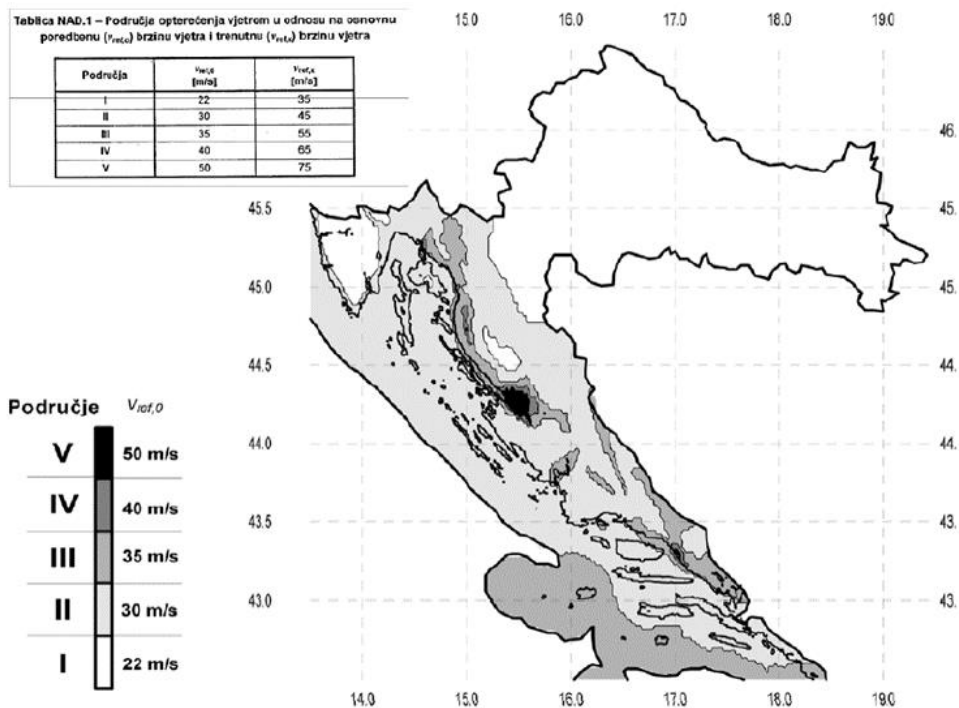 Tablica NAD.1 – Područja opterećenja vjetrom u odnosu na osnovnu
poredbenu (vref,o) brzinu vjetra i trenutnu (vref,x) brzinu vjetra
Područja vref,0 [m/s] vref,x [m/s]
I 22 35
II 30 45
III 35 55
IV 40 65
V 50 75
15.0 16.0 17.0 18.0 19.0
46.
45.5 45.
45.0 45.
44.5 44.
44.0 44.
43.5 43.
43.0 43.
14.0 15.0 16.0 17.0 18.0 19.0
Područje Vref,0
V 50 m/s
IV 40 m/s
III 35 m/s
II 30 m/s
I 22 m/s